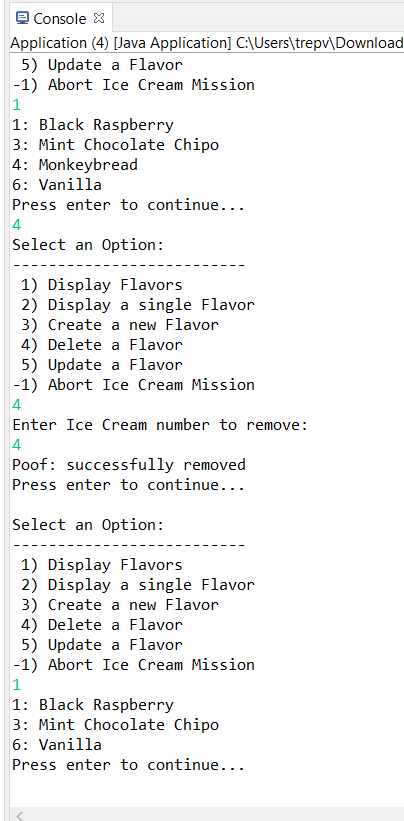 Console
Application (4) [Java Application] C:\Users\trepv\Download
5) Update a Flavor
-1) Abort Ice Cream Mission
1
1: Black Raspberry
3: Mint Chocolate Chipo
4: Monkeybread
6: Vanilla
Press enter to continue...
4
Select an Option:
--------------------------
1) Display Flavors
2) Display a single Flavor
3) Create a new Flavor
4) Delete a Flavor
5) Update a Flavor
-1) Abort Ice Cream Mission
4
Enter Ice Cream number to remove:
4
Poof: successfully removed
Press enter to continue...
Select an Option:
--------------------------
1) Display Flavors
2) Display a single Flavor
3) Create a new Flavor
4) Delete a Flavor
5) Update a Flavor
-1) Abort Ice Cream Mission
1
1: Black Raspberry
3: Mint Chocolate Chipo
6: Vanilla
Press enter to continue...